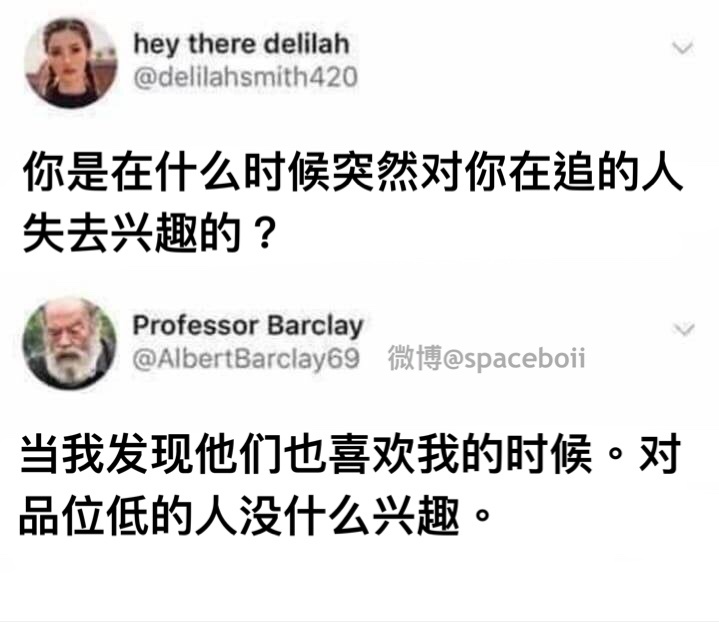 hey there delilah
@delilahsmith420
你是在什么时候突然对你在追的人
失去兴趣的？
Professor Barclay
@AlbertBarclay69 微博@spaceboii
当我发现他们也喜欢我的时候。对
品位低的人没什么兴趣。